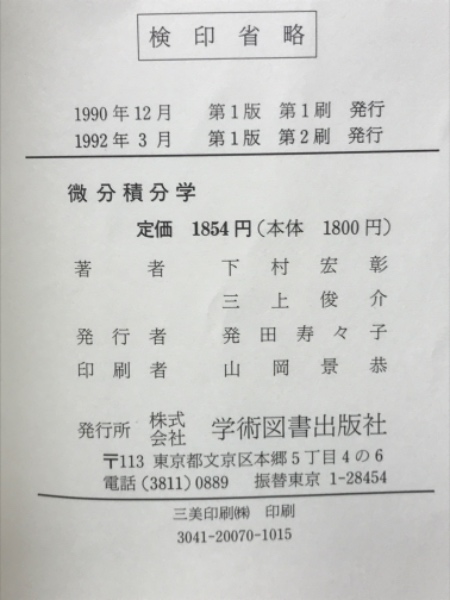 検印省略
1990年12月 第1版 第1刷 発行
1992年 3月 第1版 第2刷 発行
微分積分学
定価 1854円(本体 1800円)
著者 下村宏彰
三上俊介
発行者 発田寿々子
印刷者 山岡景恭
発行所 株式会社 学術図書出版社
〒113 東京都文京区本郷5丁目4の6
電話(3811)0889 振替東京 1-28454
三美印刷㈱ 印刷
3041-20070-1015